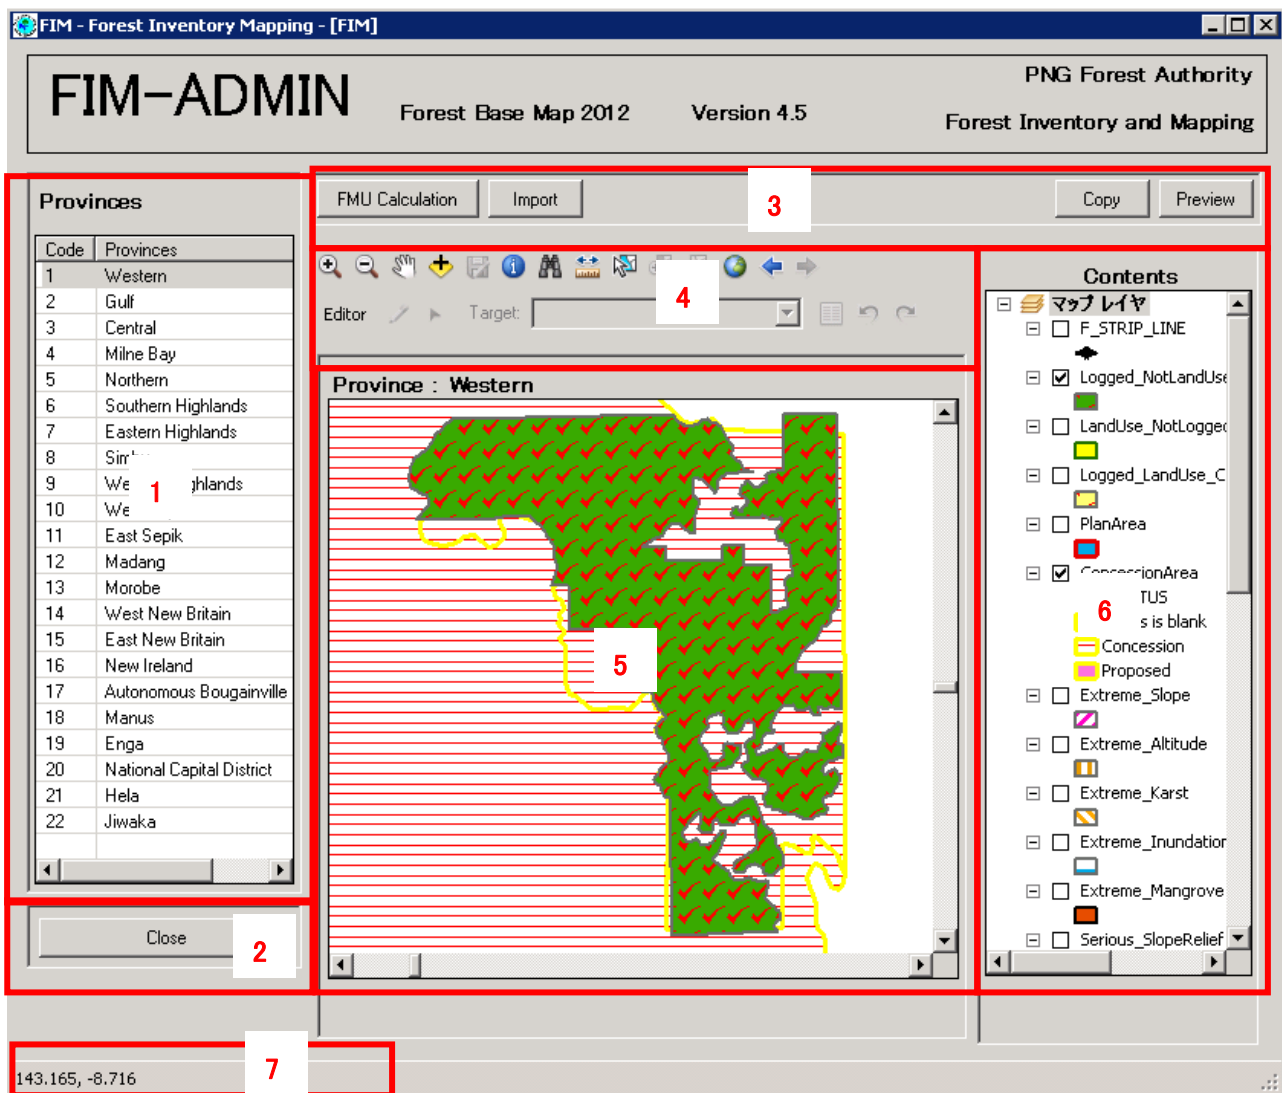 FIM - Forest Inventory Mapping - [FIM]
FIM-ADMIN
Forest Base Map 2012
Version 4.5
PNG Forest Authority
Forest Inventory and Mapping
Provinces
Code Provinces
1 Western
2 Gulf
3 Central
4 Milne Bay
5 Northern
6 Southern Highlands
7 Eastern Highlands
8
9
10
11 East Sepik
12 Madang
13 Morobe
14 West New Britain
15 East New Britain
16 New Ireland
17 Autonomous Bougainville
18 Manus
19 Enga
20 National Capital District
21 Hela
22 Jiwaka
1
Close
2
FMU Calculation
Import
3
Copy
Preview
4
Editor
Target:
Province : Western
5
Contents
マップ レイヤ
F_STRIP_LINE
Logged_NotLandUse
LandUse_NotLogged
Logged_LandUse_C
PlanArea
ConcessionArea
TUS
s is blank
Concession
Proposed
6
Extreme_Slope
Extreme_Altitude
Extreme_Karst
Extreme_Inundation
Extreme_Mangrove
Serious_SlopeRelief
143.165, -8.716
7